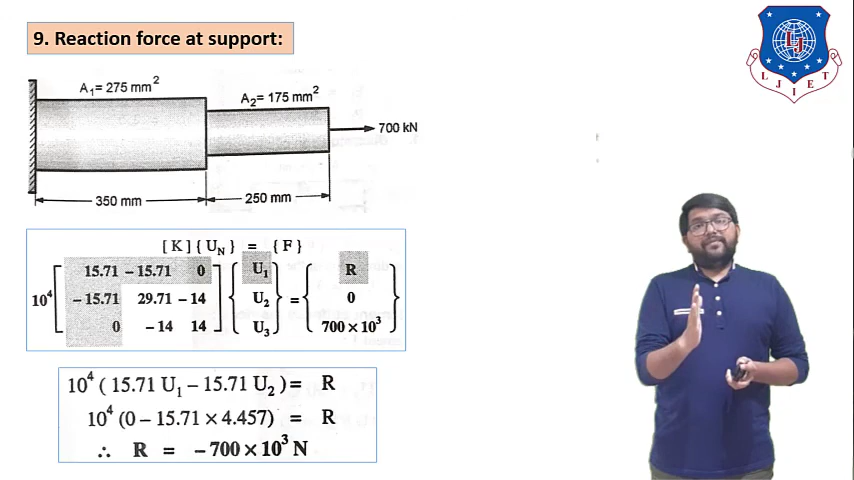 9. Reaction force at support:
A₁= 275 mm²
A₂= 175 mm²
700 kN
350 mm
250 mm
[ K ] { U_N } = { F }
10⁴ [ 15.71 − 15.71 0 ] { U₁ } = { R }
− 15.71 29.71 − 14 U₂ 0
0 − 14 14 U₃ 700 × 10³
10⁴ ( 15.71 U₁ − 15.71 U₂ ) = R
10⁴ (0 − 15.71 × 4.457) = R
∴ R = − 700 × 10³ N
LJ
L J I E T